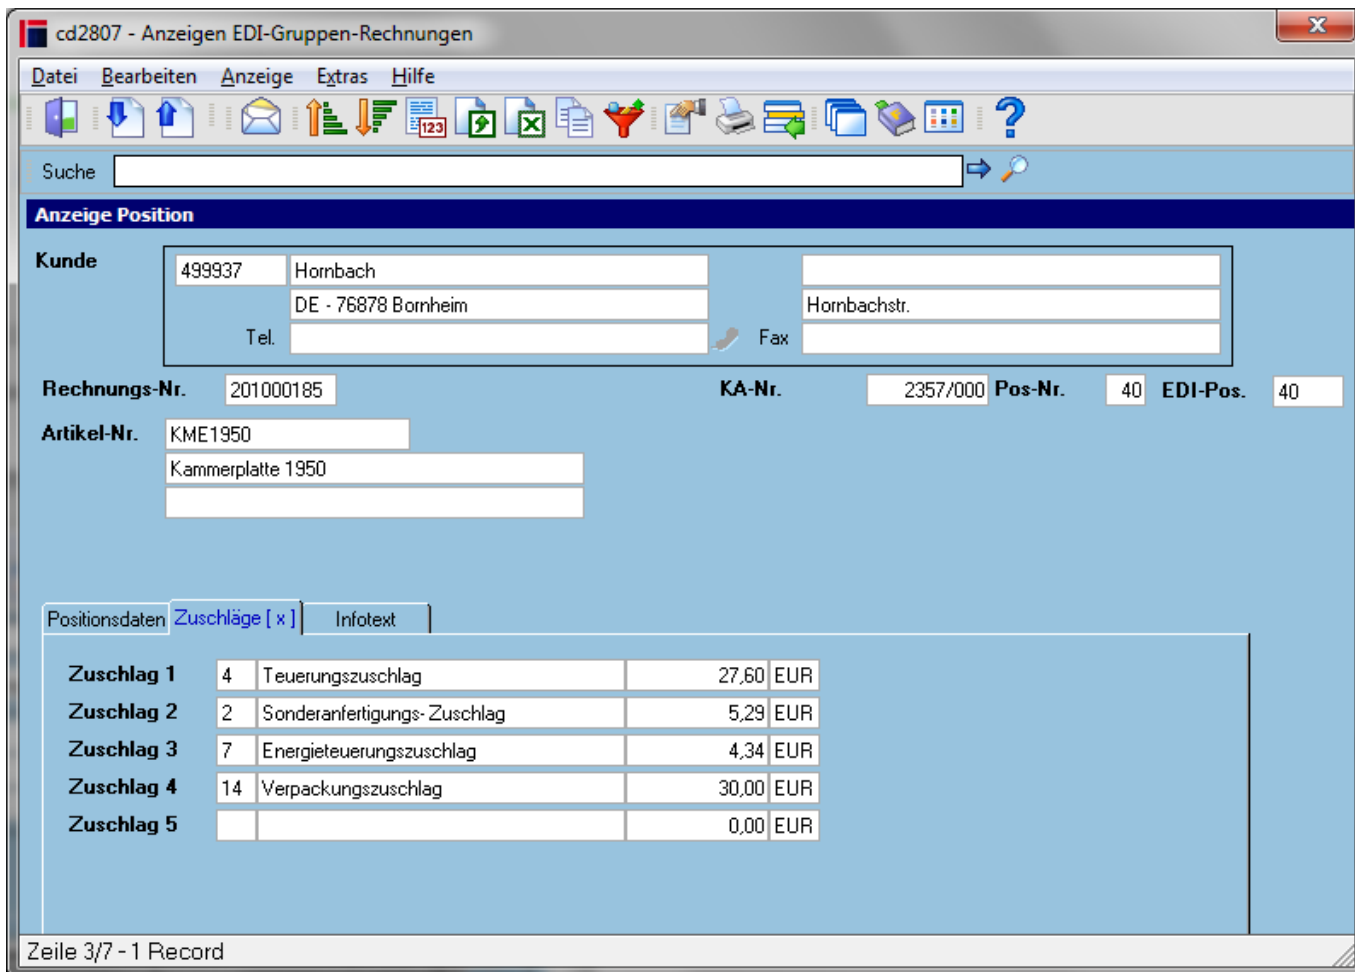 cd2807 - Anzeigen EDI-Gruppen-Rechnungen
Datei Bearbeiten Anzeige Extras Hilfe
123
Suche
Anzeige Position
Kunde 499937 Hornbach
DE - 76878 Bornheim Hornbachstr.
Tel. Fax
Rechnungs-Nr. 201000185 KA-Nr. 2357/000 Pos-Nr. 40 EDI-Pos. 40
Artikel-Nr. KME1950
Kammerplatte 1950
Positionsdaten Zuschläge [ x ] Infotext
Zuschlag 1 4 Teuerungszuschlag 27,60 EUR
Zuschlag 2 2 Sonderanfertigungs- Zuschlag 5,29 EUR
Zuschlag 3 7 Energieteuerungszuschlag 4,34 EUR
Zuschlag 4 14 Verpackungszuschlag 30,00 EUR
Zuschlag 5 0,00 EUR
Zeile 3/7 - 1 Record